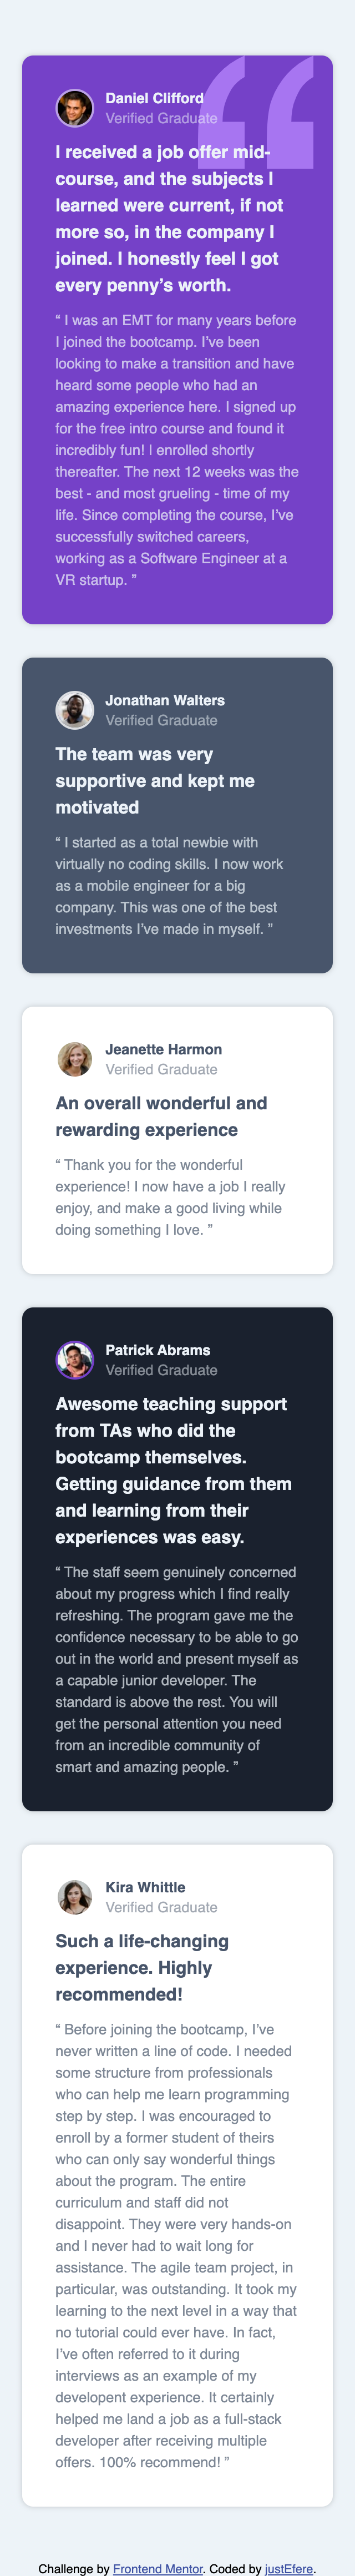 Daniel Clifford
Verified Graduate
I received a job offer mid-
course, and the subjects I
learned were current, if not
more so, in the company I
joined. I honestly feel I got
every penny’s worth.
“ I was an EMT for many years before
I joined the bootcamp. I’ve been
looking to make a transition and have
heard some people who had an
amazing experience here. I signed up
for the free intro course and found it
incredibly fun! I enrolled shortly
thereafter. The next 12 weeks was the
best - and most grueling - time of my
life. Since completing the course, I’ve
successfully switched careers,
working as a Software Engineer at a
VR startup. ”
Jonathan Walters
Verified Graduate
The team was very
supportive and kept me
motivated
“ I started as a total newbie with
virtually no coding skills. I now work
as a mobile engineer for a big
company. This was one of the best
investments I’ve made in myself. ”
Jeanette Harmon
Verified Graduate
An overall wonderful and
rewarding experience
“ Thank you for the wonderful
experience! I now have a job I really
enjoy, and make a good living while
doing something I love. ”
Patrick Abrams
Verified Graduate
Awesome teaching support
from TAs who did the
bootcamp themselves.
Getting guidance from them
and learning from their
experiences was easy.
“ The staff seem genuinely concerned
about my progress which I find really
refreshing. The program gave me the
confidence necessary to be able to go
out in the world and present myself as
a capable junior developer. The
standard is above the rest. You will
get the personal attention you need
from an incredible community of
smart and amazing people. ”
Kira Whittle
Verified Graduate
Such a life-changing
experience. Highly
recommended!
“ Before joining the bootcamp, I’ve
never written a line of code. I needed
some structure from professionals
who can help me learn programming
step by step. I was encouraged to
enroll by a former student of theirs
who can only say wonderful things
about the program. The entire
curriculum and staff did not
disappoint. They were very hands-on
and I never had to wait long for
assistance. The agile team project, in
particular, was outstanding. It took my
learning to the next level in a way that
no tutorial could ever have. In fact,
I’ve often referred to it during
interviews as an example of my
developent experience. It certainly
helped me land a job as a full-stack
developer after receiving multiple
offers. 100% recommend! ”
Challenge by Frontend Mentor. Coded by justEfere.